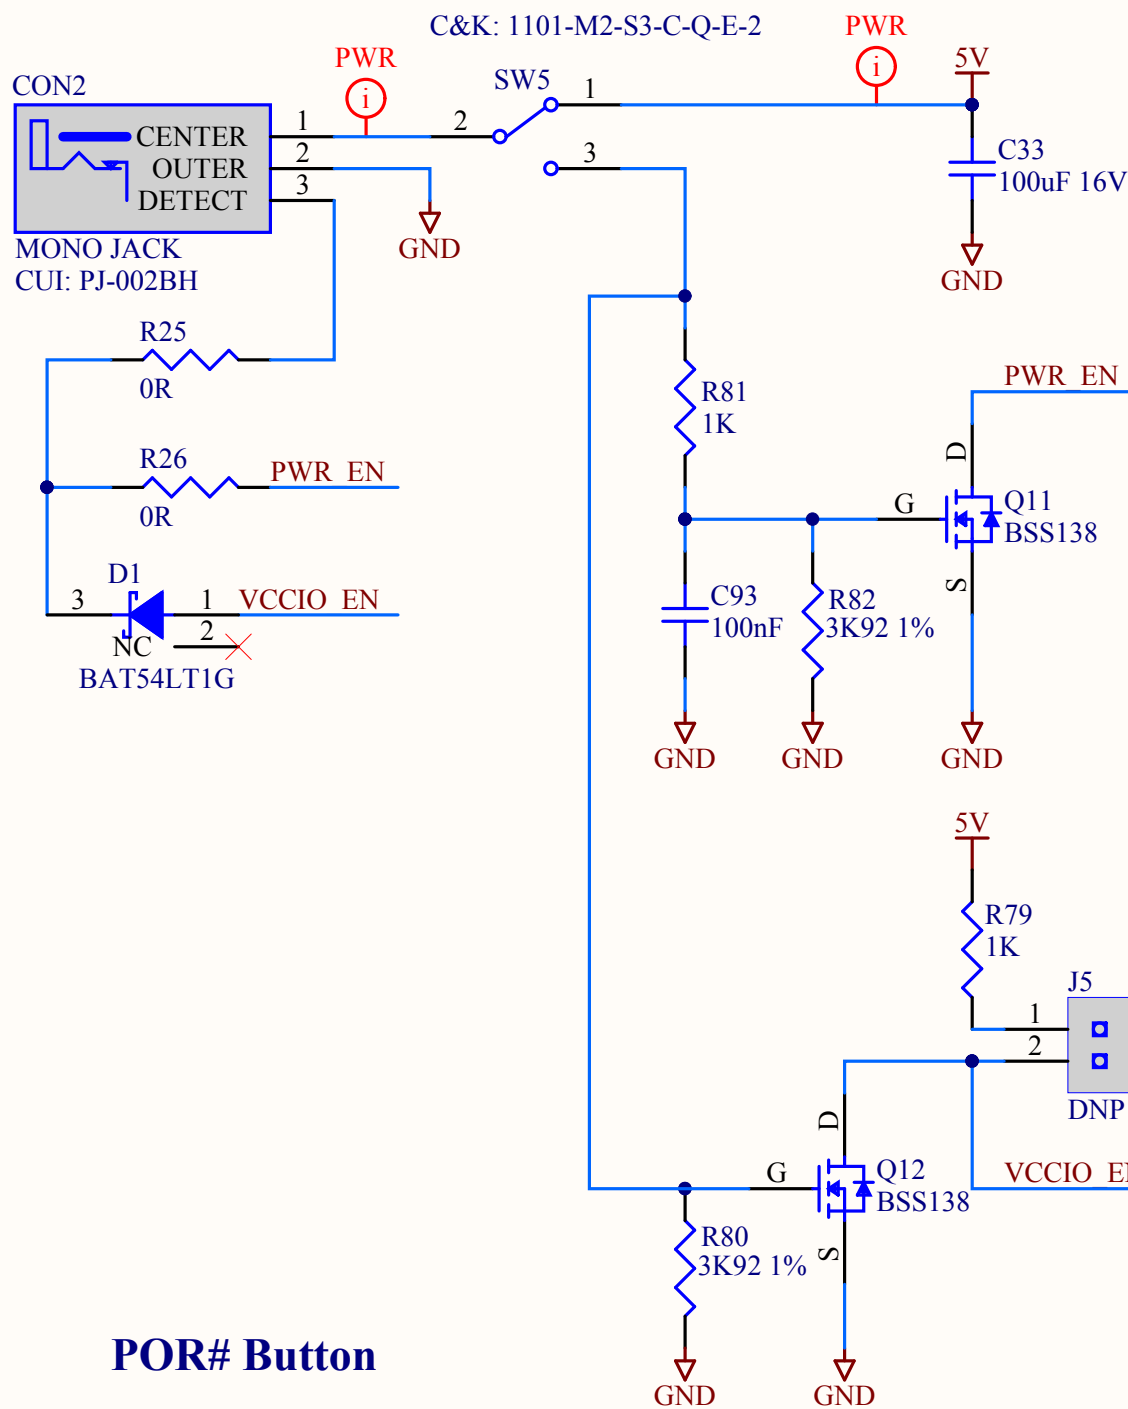 C&K: 1101-M2-S3-C-Q-E-2
PWR
PWR
i
i
5V
CON2
SW5
1
CENTER
1
2
OUTER
2
3
DETECT
3
C33
100uF 16V
GND
GND
MONO JACK
CUI: PJ-002BH
R25
0R
R81
1K
PWR_EN
R26
PWR_EN
0R
D
G
Q11
BSS138
S
D1
3
1
VCCIO_EN
2
NC
BAT54LT1G
C93
100nF
R82
3K92 1%
GND
GND
GND
5V
R79
1K
J5
1
2
DNP
D
G
Q12
BSS138
S
VCCIO_EN
R80
3K92 1%
POR# Button
GND
GND